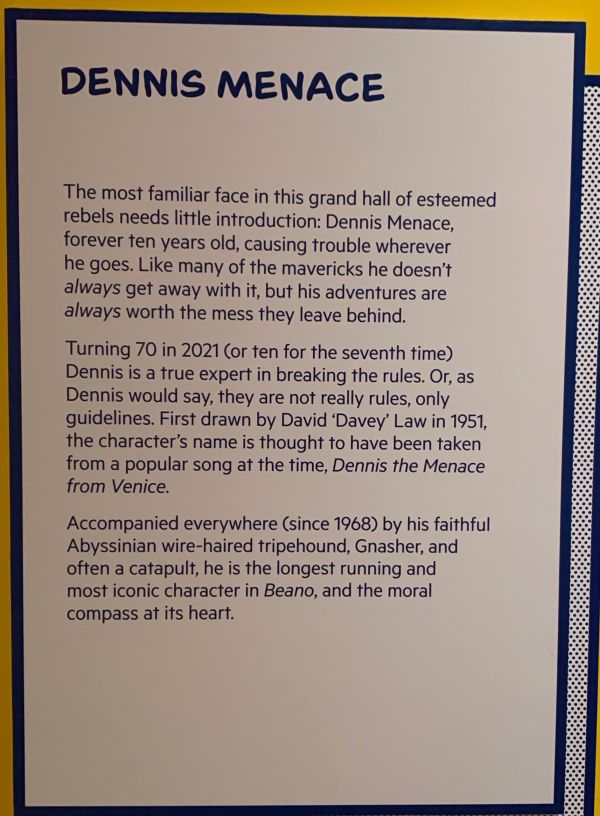 DENNIS MENACE
The most familiar face in this grand hall of esteemed
rebels needs little introduction: Dennis Menace,
forever ten years old, causing trouble wherever
he goes. Like many of the mavericks he doesn't
always get away with it, but his adventures are
always worth the mess they leave behind.
Turning 70 in 2021 (or ten for the seventh time)
Dennis is a true expert in breaking the rules. Or, as
Dennis would say, they are not really rules, only
guidelines. First drawn by David ‘Davey’ Law in 1951,
the character's name is thought to have been taken
from a popular song at the time, Dennis the Menace
from Venice.
Accompanied everywhere (since 1968) by his faithful
Abyssinian wire-haired tripehound, Gnasher, and
often a catapult, he is the longest running and
most iconic character in Beano, and the moral
compass at its heart.